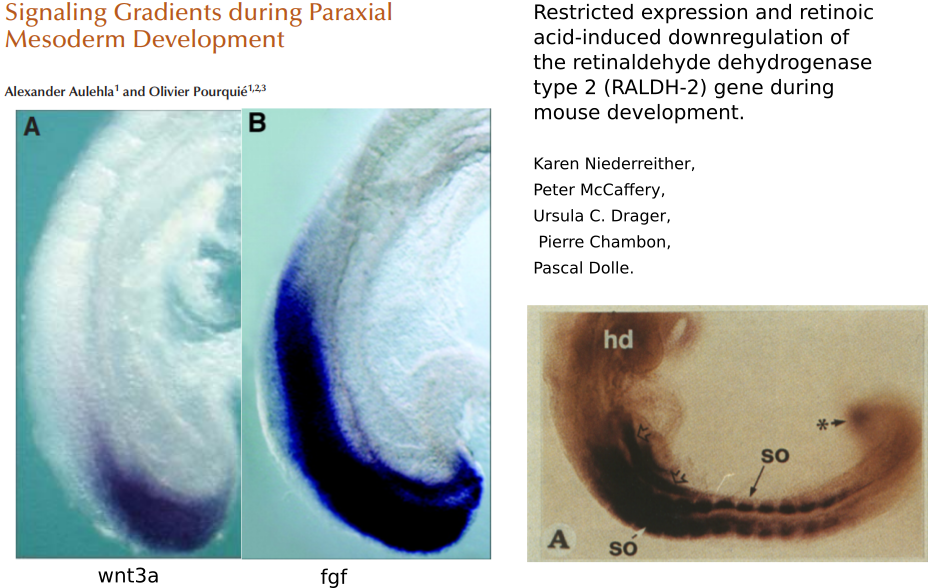 Signaling Gradients during Paraxial
Mesoderm Development
Alexander Aulehla¹ and Olivier Pourquié¹,²,³
A
B
wnt3a
fgf
Restricted expression and retinoic
acid-induced downregulation of
the retinaldehyde dehydrogenase
type 2 (RALDH-2) gene during
mouse development.
Karen Niederreither,
Peter McCaffery,
Ursula C. Drager,
Pierre Chambon,
Pascal Dolle.
hd
*
so
so
A